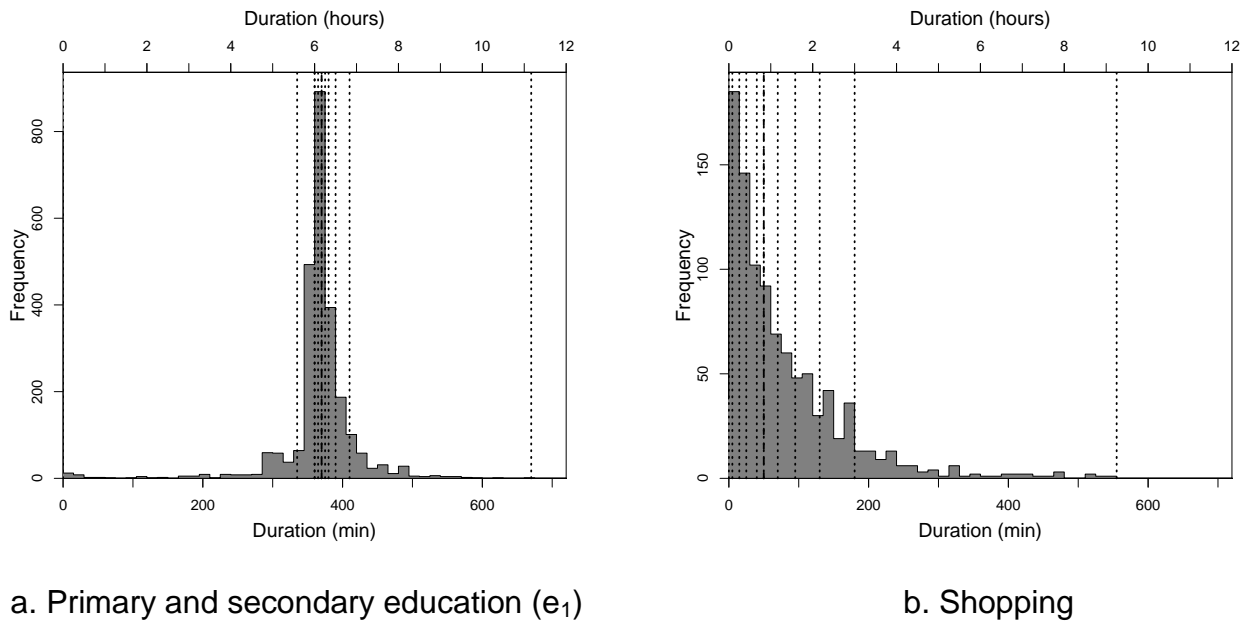 Duration (hours)
0 2 4 6 8 10 12
Frequency
0 200 400 600 800
0 200 400 600
Duration (min)
a. Primary and secondary education (e₁)
Duration (hours)
0 2 4 6 8 10 12
Frequency
0 50 100 150
0 200 400 600
Duration (min)
b. Shopping